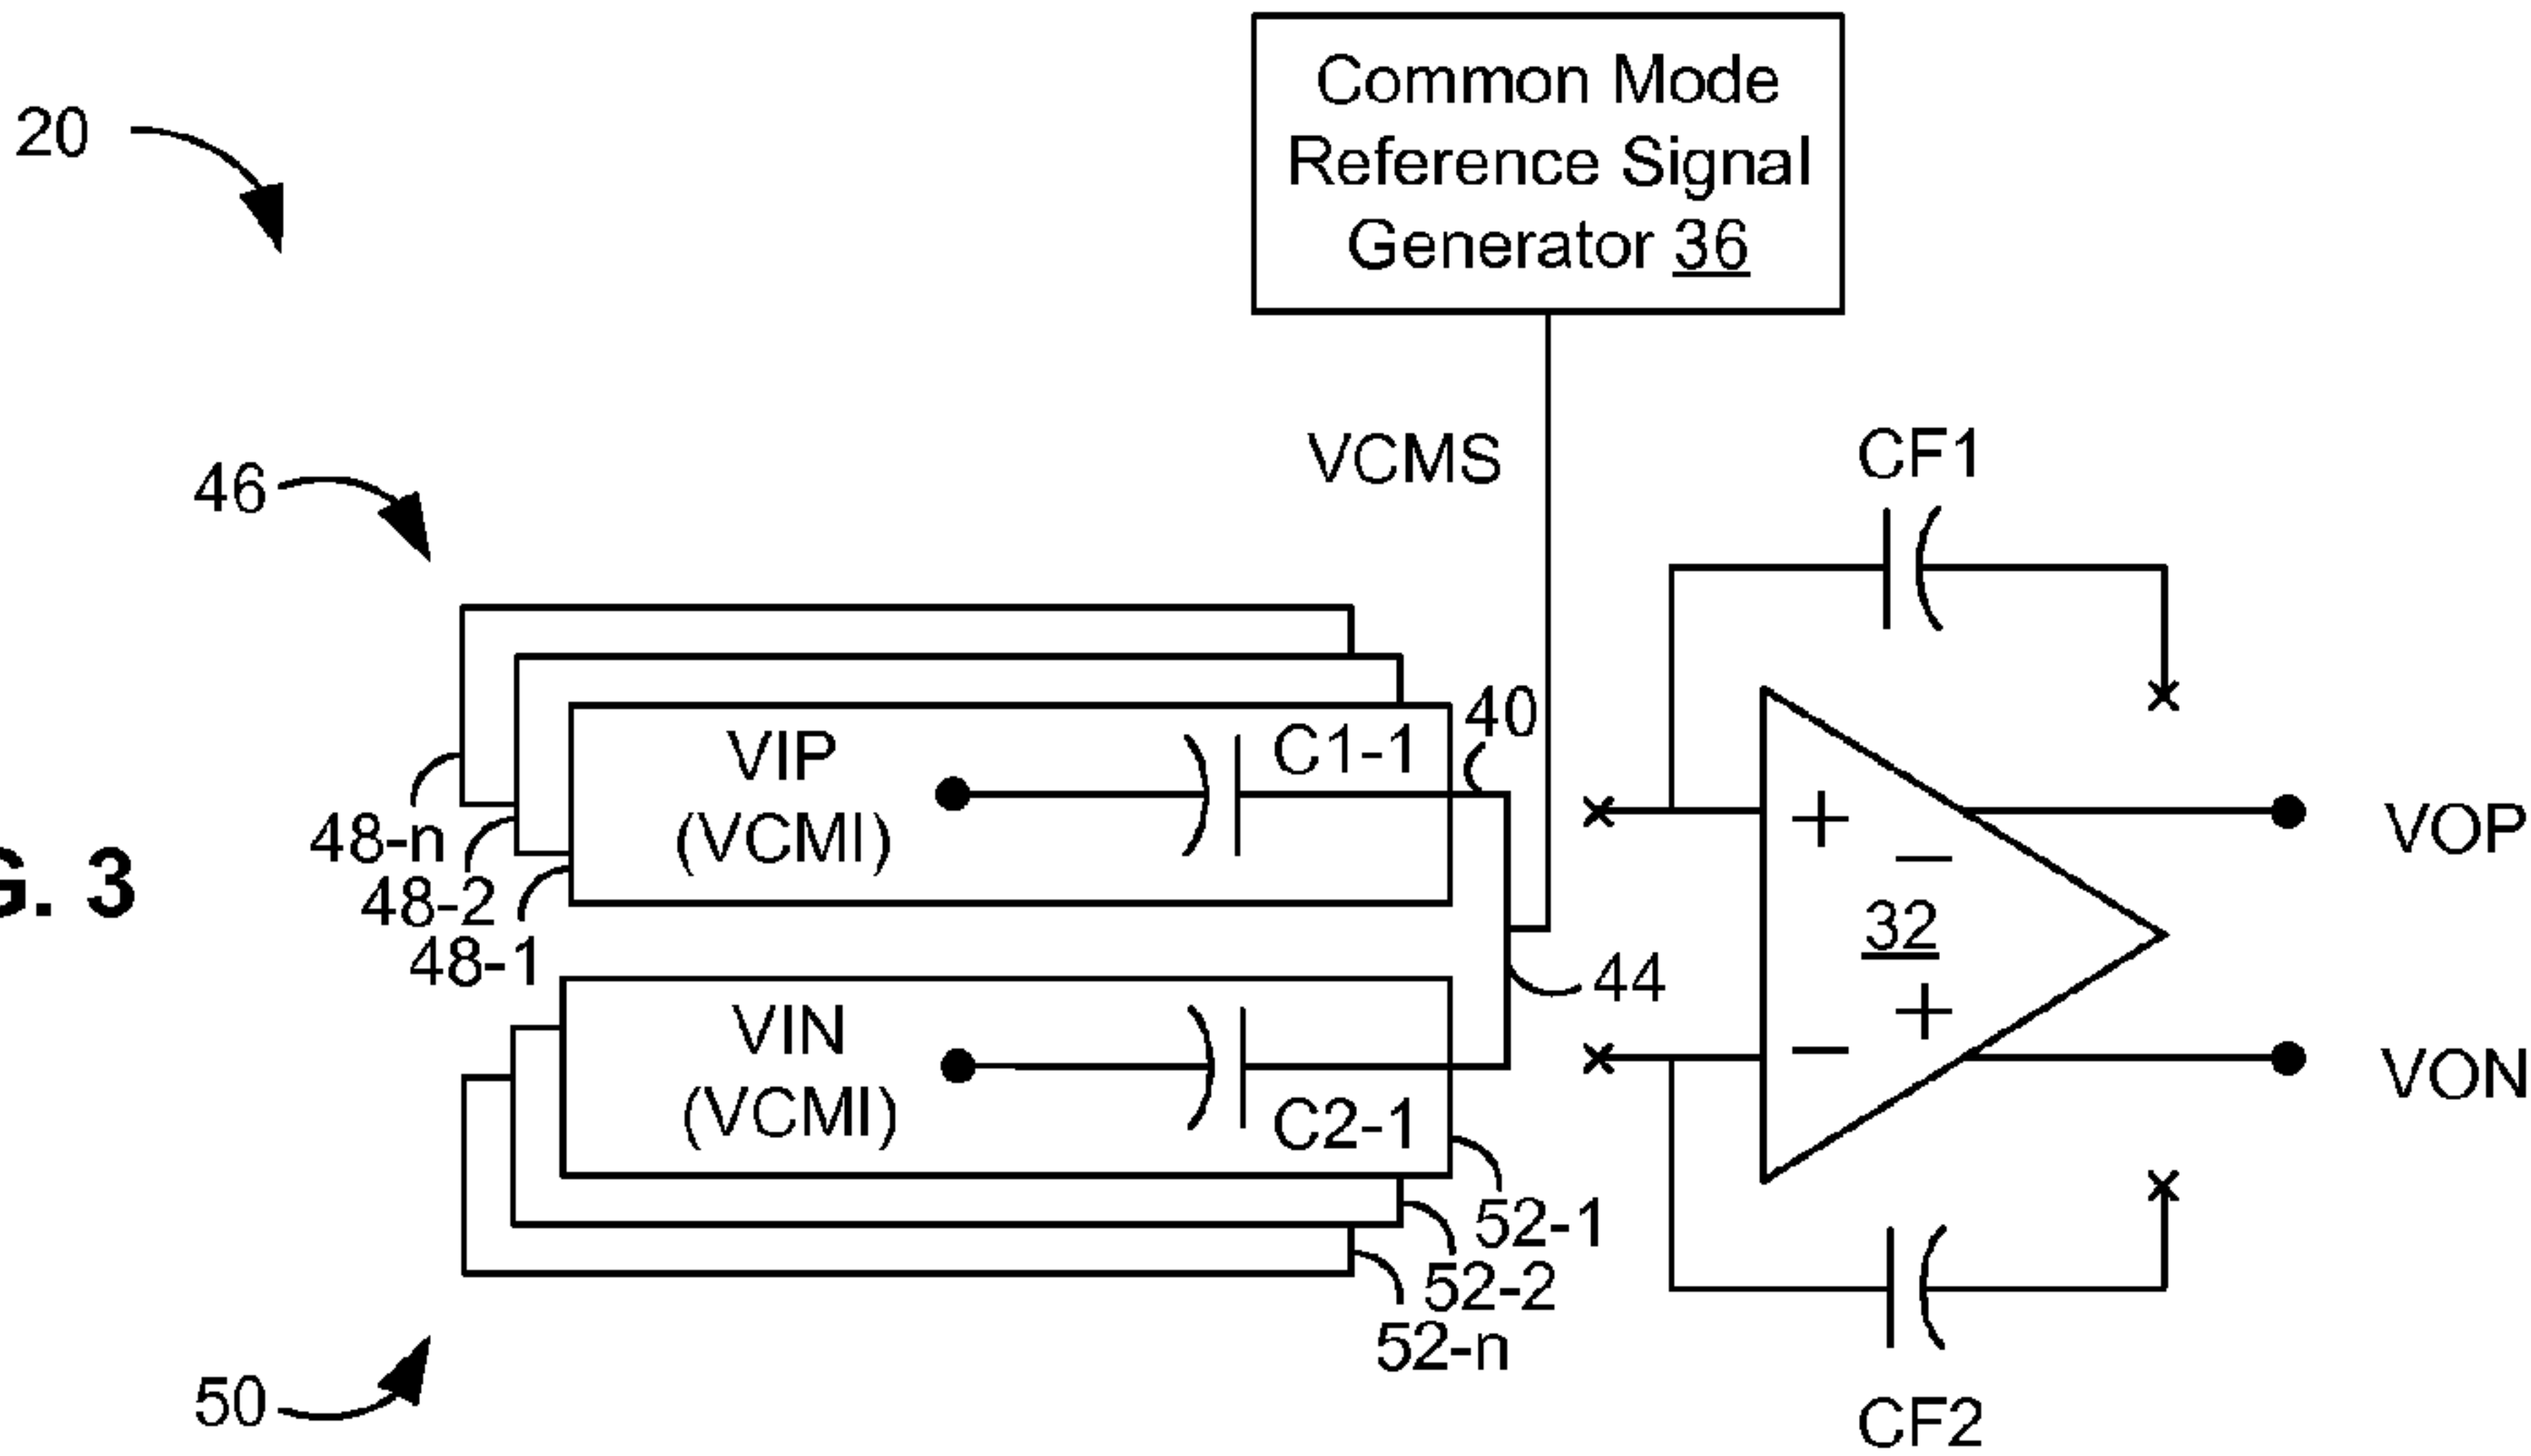 Common Mode
Reference Signal
Generator 36
20
VCMS
CF1
46
VIP
(VCMI)
C1-1
40
+
−
32
+
−
VOP
VON
48-n
48-2
48-1
G. 3
44
VIN
(VCMI)
C2-1
52-1
52-2
52-n
50
CF2